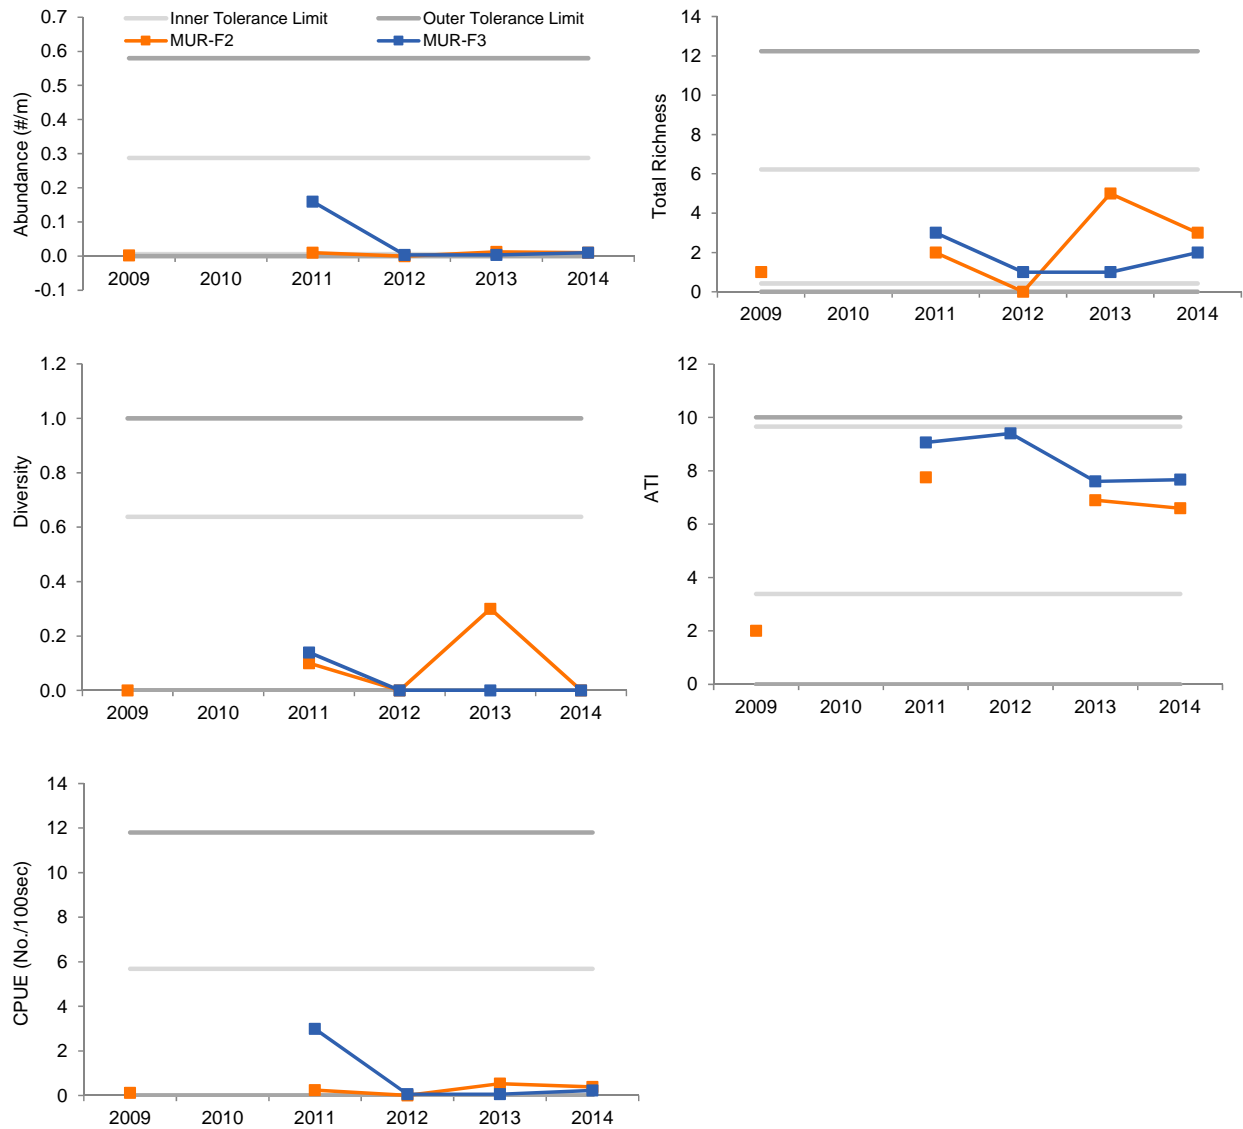 Inner Tolerance Limit
Outer Tolerance Limit
MUR-F2
MUR-F3
Abundance (#/m)
0.7
0.6
0.5
0.4
0.3
0.2
0.1
0.0
-0.1
2009 2010 2011 2012 2013 2014
Total Richness
14
12
10
8
6
4
2
0
2009 2010 2011 2012 2013 2014
Diversity
1.2
1.0
0.8
0.6
0.4
0.2
0.0
2009 2010 2011 2012 2013 2014
ATI
12
10
8
6
4
2
0
2009 2010 2011 2012 2013 2014
CPUE (No./100sec)
14
12
10
8
6
4
2
0
2009 2010 2011 2012 2013 2014